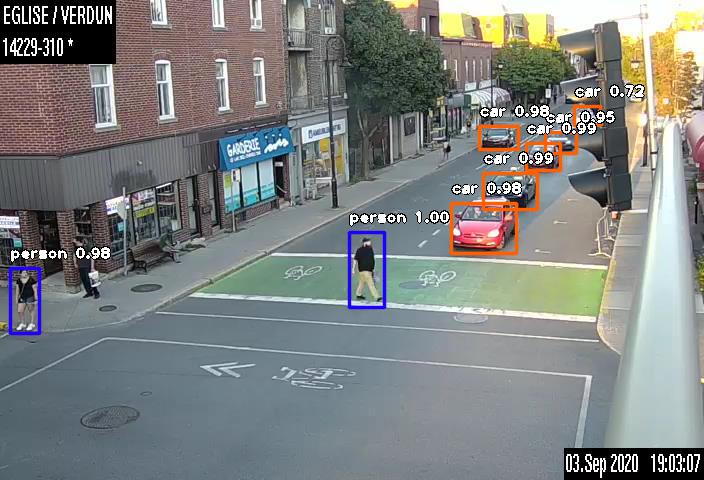 EGLISE / VERDUN
14229-310 *
car 0.72
car 0.98
car 0.95
car 0.99
car 0.99
car 0.98
person 1.00
person 0.98
GARDERIE
03.Sep 2020 19:03:07